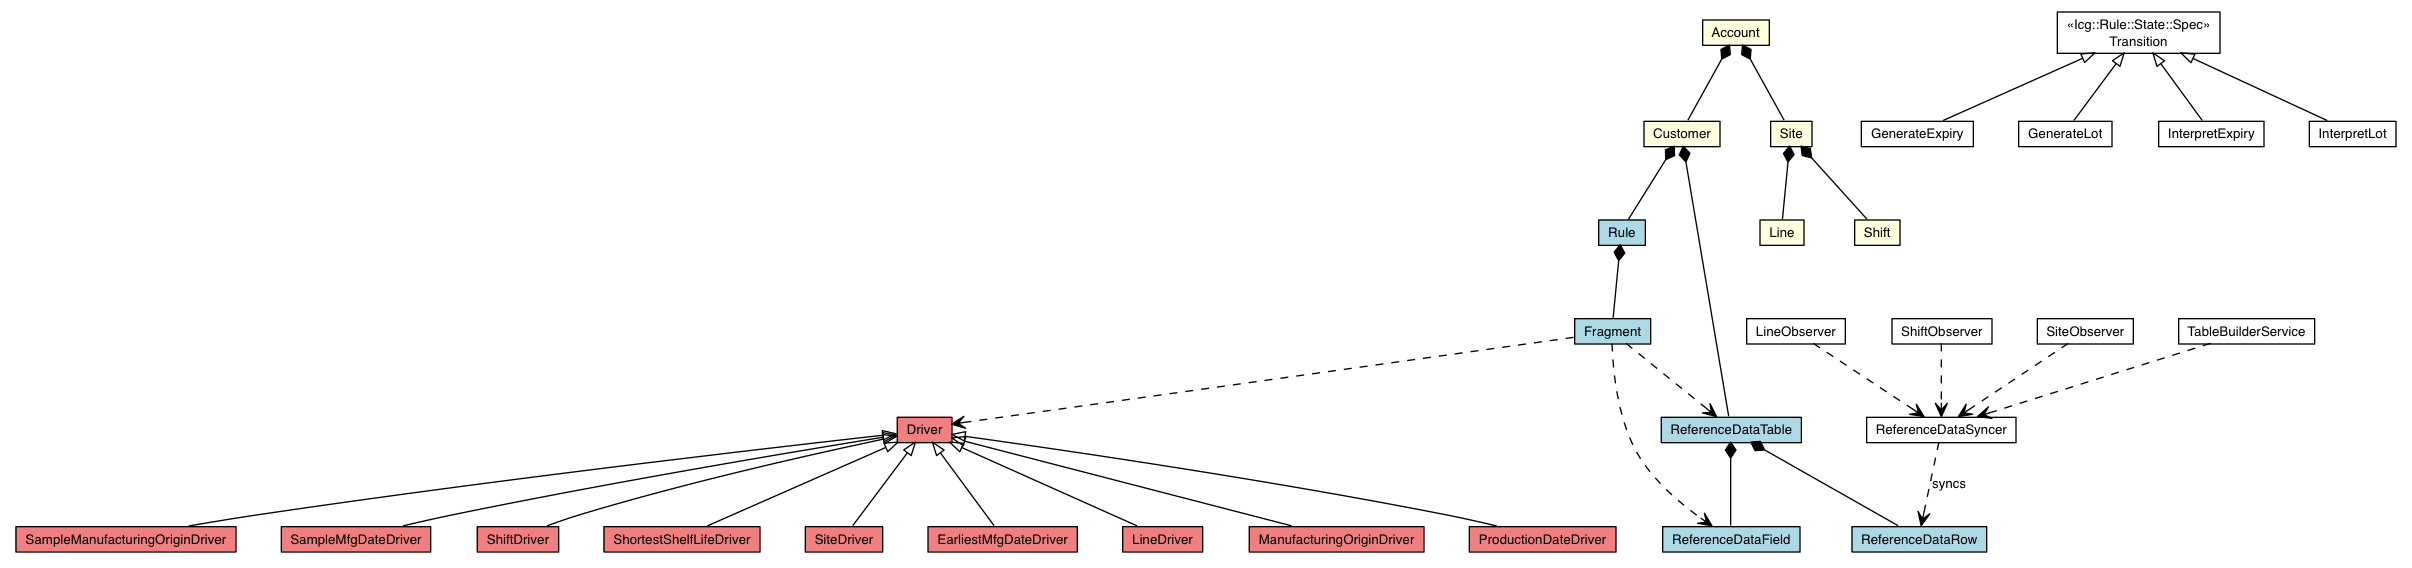 Account
«Icg::Rule::State::Spec»
Transition
Customer
Site
GenerateExpiry
GenerateLot
InterpretExpiry
InterpretLot
Rule
Line
Shift
Fragment
LineObserver
ShiftObserver
SiteObserver
TableBuilderService
Driver
ReferenceDataTable
ReferenceDataSyncer
syncs
SampleManufacturingOriginDriver
SampleMfgDateDriver
ShiftDriver
ShortestShelfLifeDriver
SiteDriver
EarliestMfgDateDriver
LineDriver
ManufacturingOriginDriver
ProductionDateDriver
ReferenceDataField
ReferenceDataRow